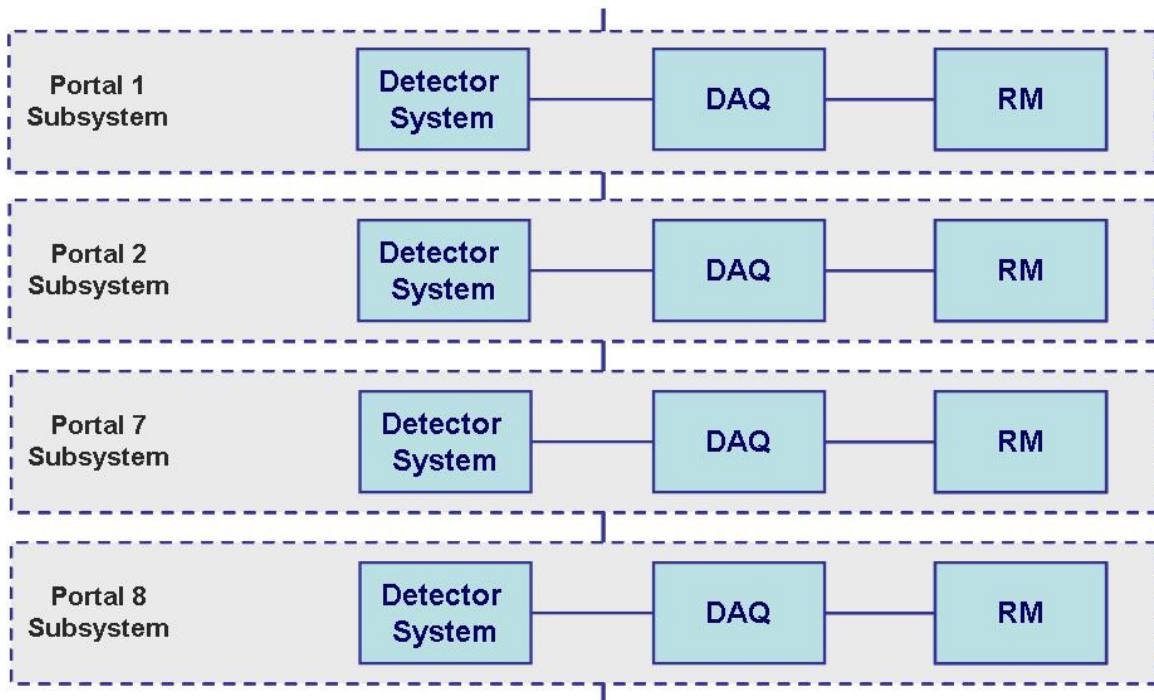 Portal 1
Subsystem
Detector
System
DAQ
RM
Portal 2
Subsystem
Detector
System
DAQ
RM
Portal 7
Subsystem
Detector
System
DAQ
RM
Portal 8
Subsystem
Detector
System
DAQ
RM